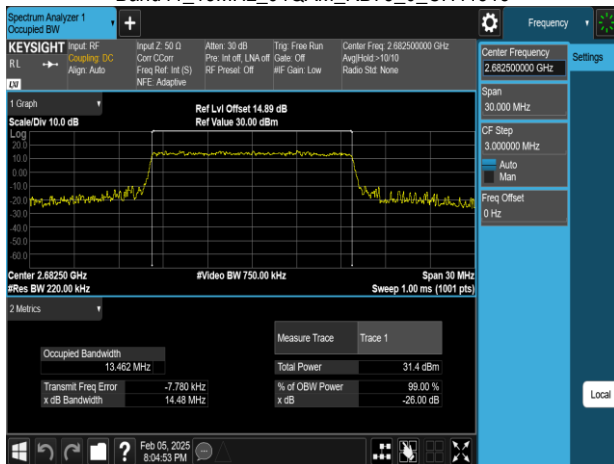 Spectrum Analyzer 1
Occupied BW
Frequency
KEYSIGHT
RL
Input: RF
Coupling: DC
Align: Auto
Input Z: 50 Ω
Corr CCorr
Freq Ref: Int (S)
NFE: Adaptive
Atten: 30 dB
Pre: Int off, LNA off
RF Presel: Off
Trig: Free Run
Gate: Off
#IF Gain: Low
Center Freq: 2.682500000 GHz
Avg|Hold:>10/10
Radio Std: None
LXI
Center Frequency
2.682500000 GHz
Settings
Span
30.000 MHz
CF Step
3.000000 MHz
Auto
Man
Freq Offset
0 Hz
1 Graph
Scale/Div 10.0 dB
Ref Lvl Offset 14.89 dB
Ref Value 30.00 dBm
Log
20.0
10.0
0.00
-10.0
-20.0
-30.0
-40.0
-50.0
-60.0
Center 2.68250 GHz
#Res BW 220.00 kHz
#Video BW 750.00 kHz
Span 30 MHz
Sweep 1.00 ms (1001 pts)
2 Metrics
Measure Trace Trace 1
Occupied Bandwidth
13.462 MHz
Total Power 31.4 dBm
Transmit Freq Error -7.780 kHz
% of OBW Power 99.00 %
x dB Bandwidth 14.48 MHz
x dB -26.00 dB
Local
Feb 05, 2025
8:04:53 PM